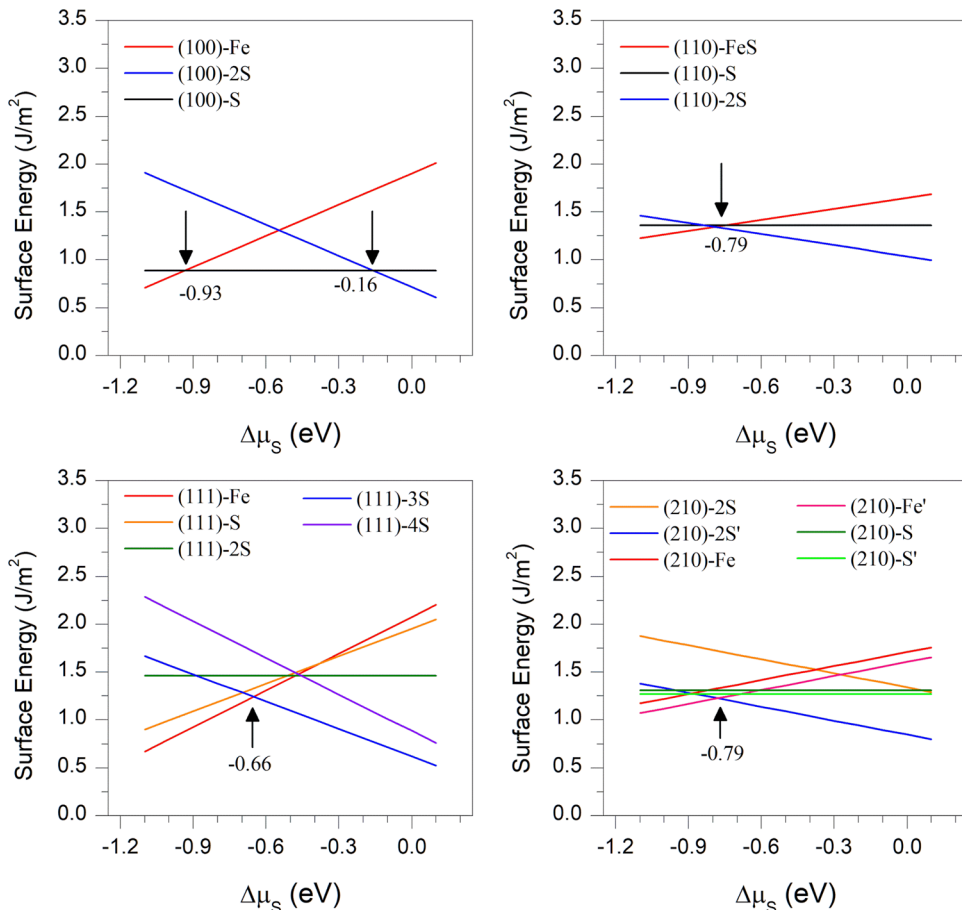 3.5
3.0
2.5
2.0
1.5
1.0
0.5
0.0
Surface Energy (J/m²)
(100)-Fe
(100)-2S
(100)-S
-0.93
-0.16
-1.2 -0.9 -0.6 -0.3 0.0
Δμ_S (eV)
3.5
3.0
2.5
2.0
1.5
1.0
0.5
0.0
Surface Energy (J/m²)
(110)-FeS
(110)-S
(110)-2S
-0.79
-1.2 -0.9 -0.6 -0.3 0.0
Δμ_S (eV)
3.5
3.0
2.5
2.0
1.5
1.0
0.5
0.0
Surface Energy (J/m²)
(111)-Fe (111)-3S
(111)-S (111)-4S
(111)-2S
-0.66
-1.2 -0.9 -0.6 -0.3 0.0
Δμ_S (eV)
3.5
3.0
2.5
2.0
1.5
1.0
0.5
0.0
Surface Energy (J/m²)
(210)-2S (210)-Fe'
(210)-2S' (210)-S
(210)-Fe (210)-S'
-0.79
-1.2 -0.9 -0.6 -0.3 0.0
Δμ_S (eV)